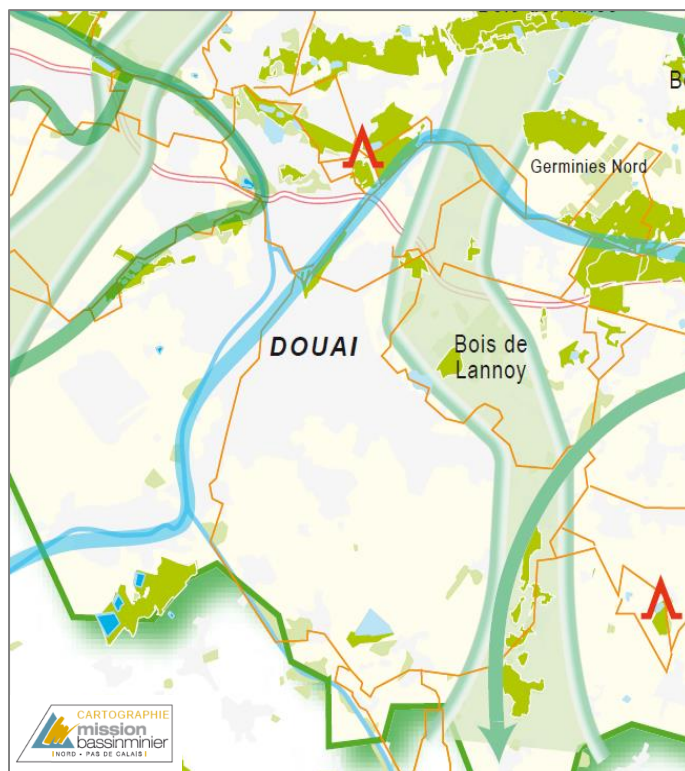 Germinies Nord
DOUAI
Bois de
Lannoy
CARTOGRAPHIE
mission
bassinminier
NORD • PAS DE CALAIS